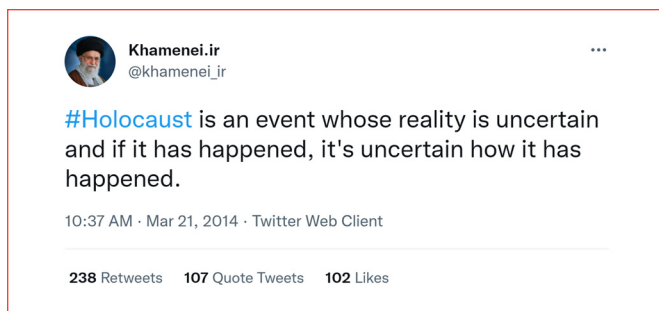 Khamenei.ir
@khamenei_ir
#Holocaust is an event whose reality is uncertain
and if it has happened, it's uncertain how it has
happened.
10:37 AM · Mar 21, 2014 · Twitter Web Client
238 Retweets 107 Quote Tweets 102 Likes